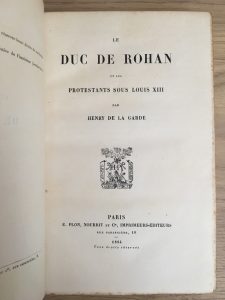 LE
DUC DE ROHAN
ET LES
PROTESTANTS SOUS LOUIS XIII
PAR
HENRY DE LA GARDE
PARIS
E. PLON, NOURRIT ET Cie, IMPRIMEURS-ÉDITEURS
RUE GARANCIÈRE, 10
1884
Tous droits réservés